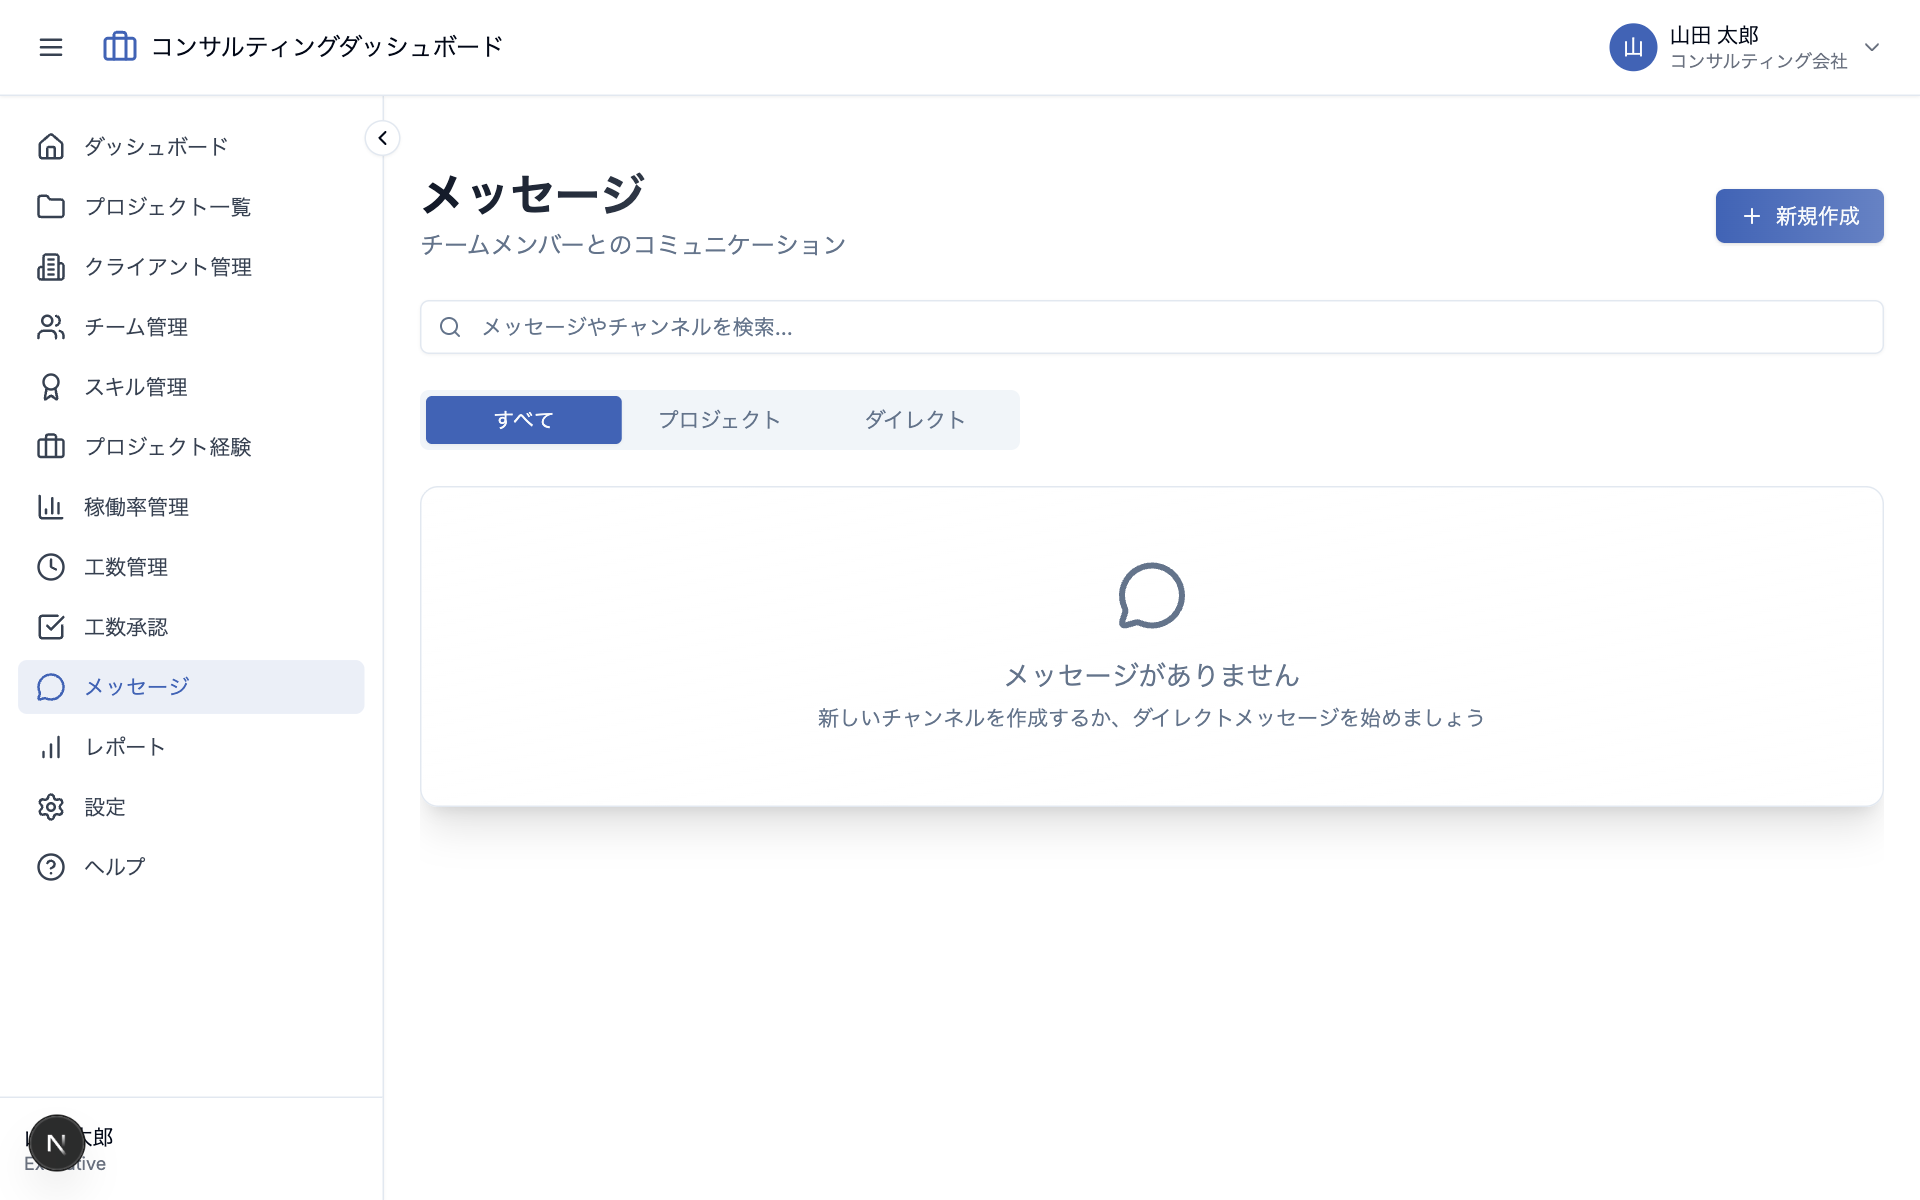 コンサルティングダッシュボード
山
山田 太郎
コンサルティング会社
ダッシュボード
プロジェクト一覧
クライアント管理
チーム管理
スキル管理
プロジェクト経験
稼働率管理
工数管理
工数承認
メッセージ
レポート
設定
ヘルプ
メッセージ
チームメンバーとのコミュニケーション
新規作成
メッセージやチャンネルを検索...
すべて
プロジェクト
ダイレクト
メッセージがありません
新しいチャンネルを作成するか、ダイレクトメッセージを始めましょう
太郎
N